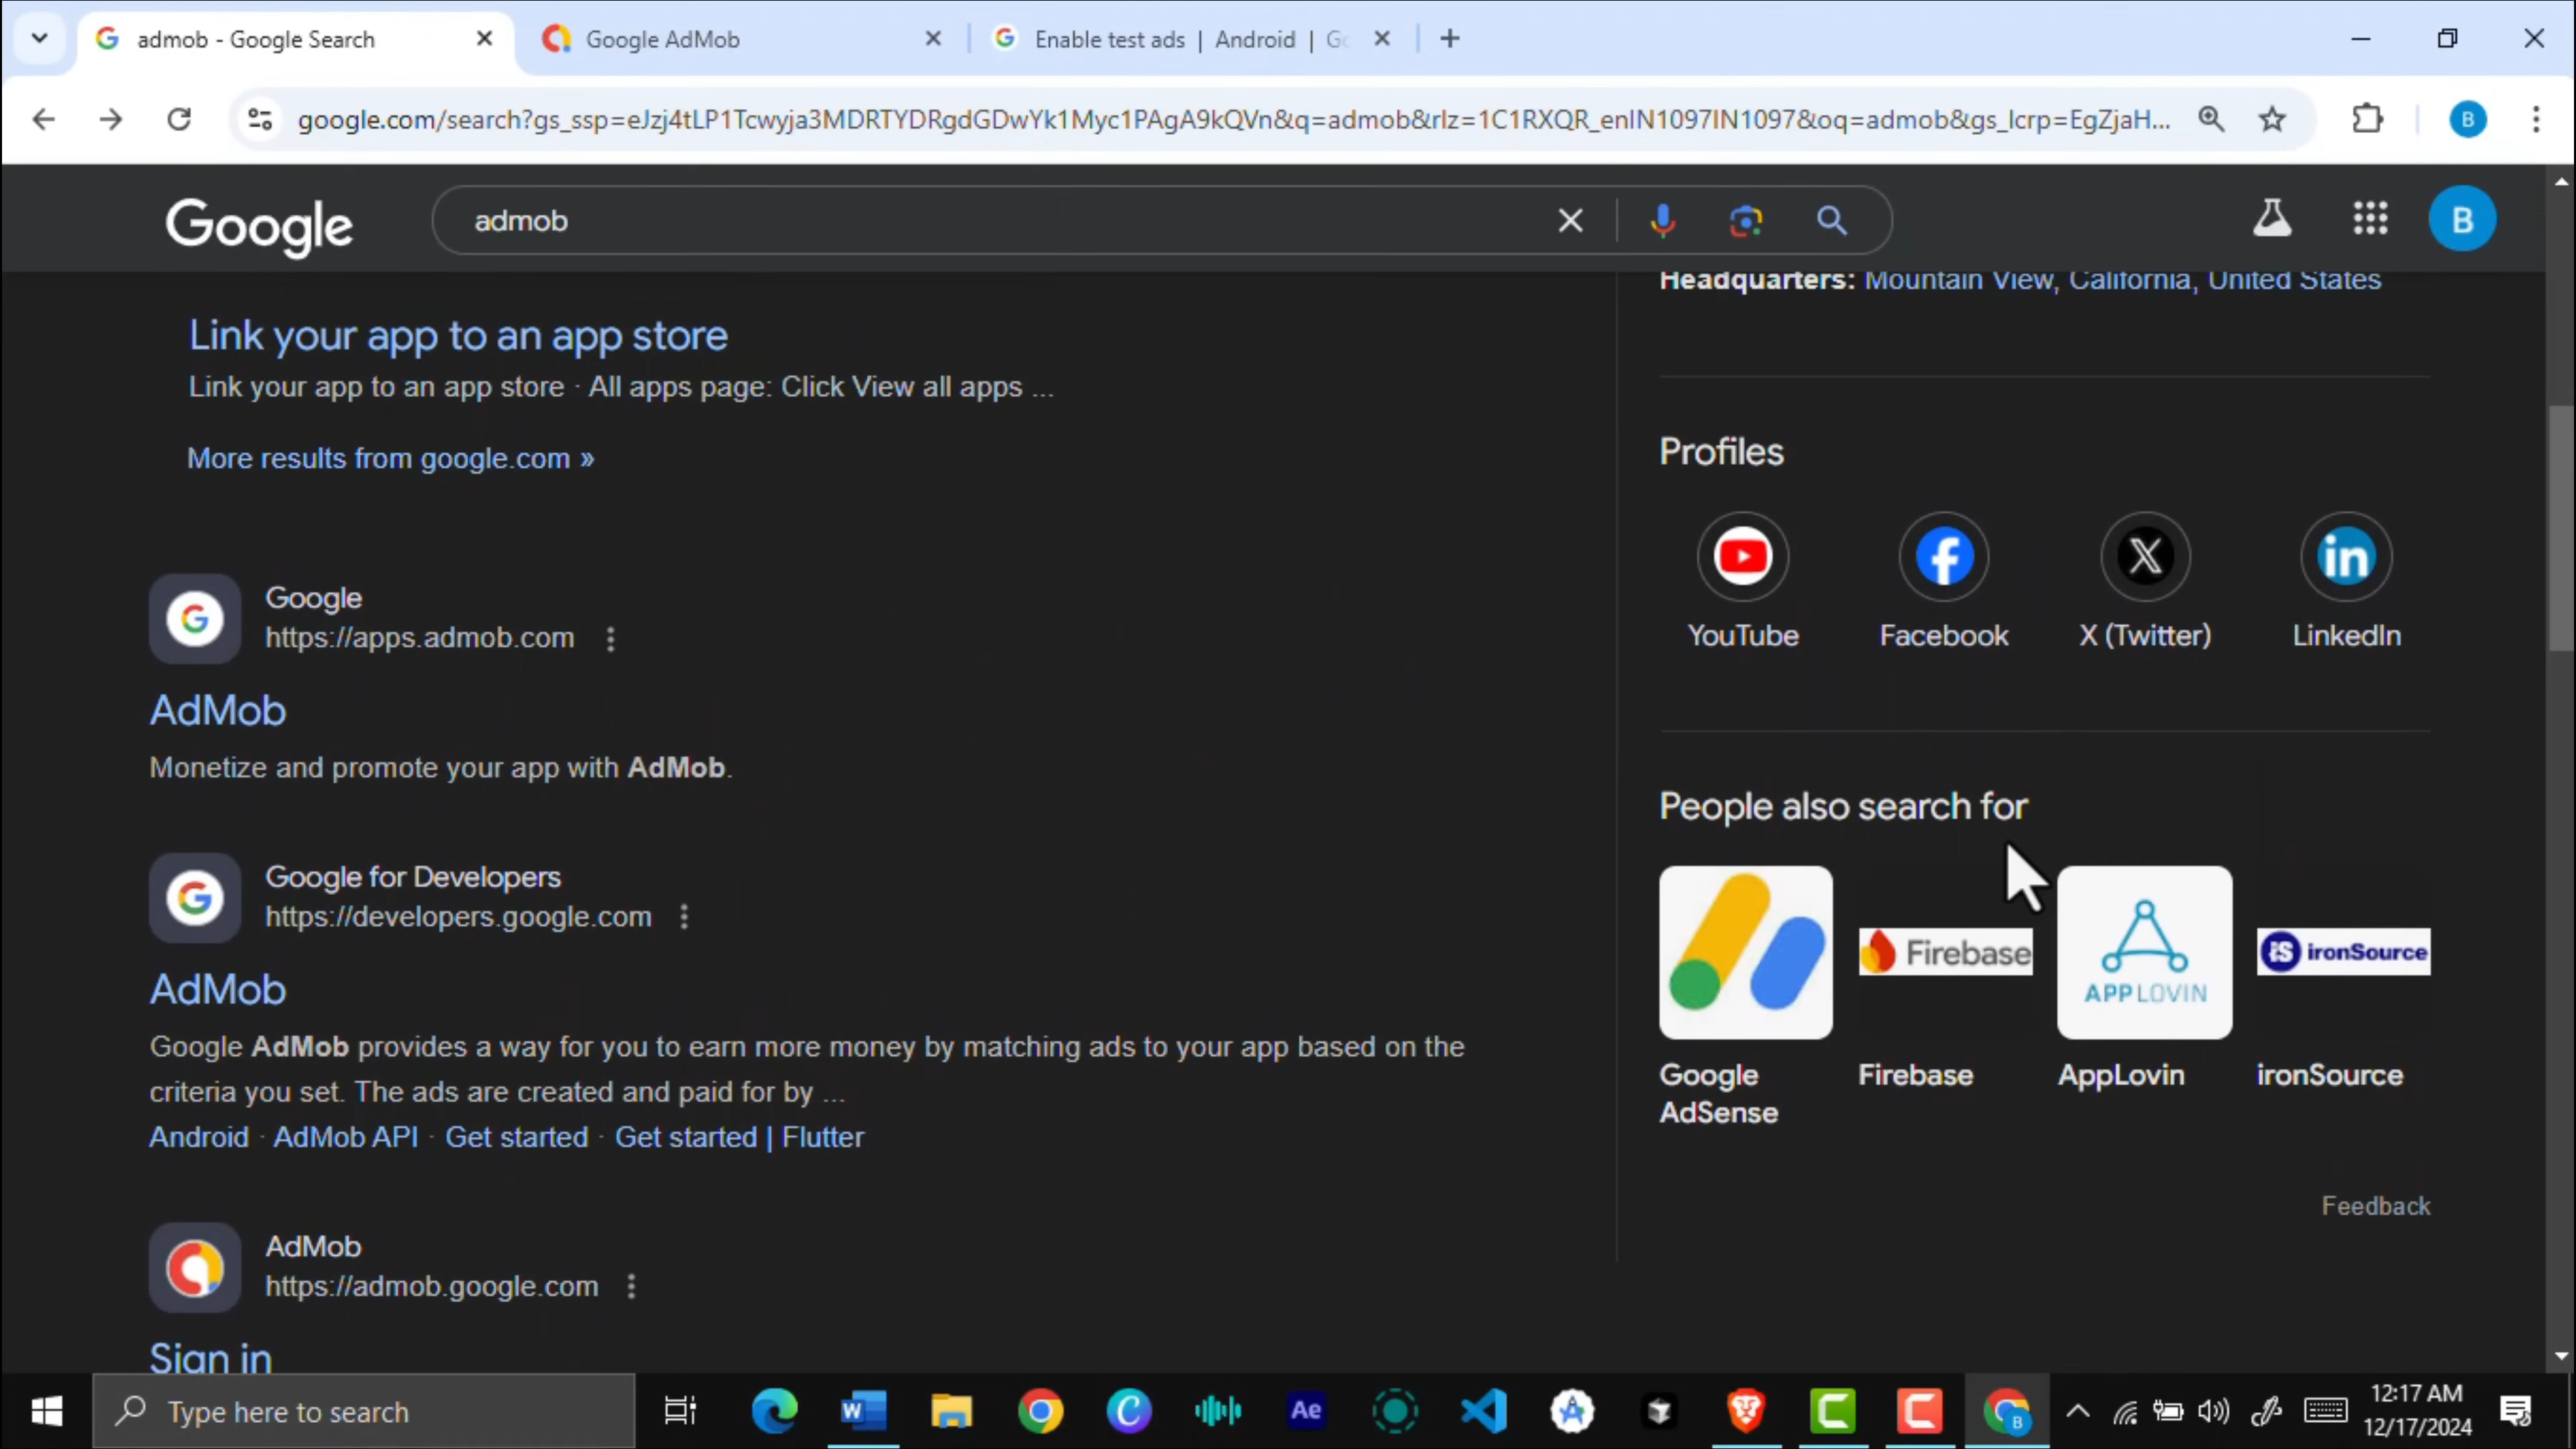 admob - Google Search
Google AdMob
Enable test ads | Android | Go
google.com/search?gs_ssp=eJzj4tLP1Tcwyja3MDRTYDRgdGDwYk1Myc1PAgA9kQVn&q=admob&rlz=1C1RXQR_enIN1097IN1097&oq=admob&gs_lcrp=EgZjaH...
B
Google
admob
B
Headquarters: Mountain View, California, United States
Link your app to an app store
Link your app to an app store · All apps page: Click View all apps ...
More results from google.com »
Profiles
YouTube
Facebook
X (Twitter)
LinkedIn
Google
https://apps.admob.com
AdMob
Monetize and promote your app with AdMob.
People also search for
Firebase
APPLOVIN
iS ironSource
Google AdSense
Firebase
AppLovin
ironSource
Feedback
Google for Developers
https://developers.google.com
AdMob
Google AdMob provides a way for you to earn more money by matching ads to your app based on the
criteria you set. The ads are created and paid for by ...
Android · AdMob API · Get started · Get started | Flutter
AdMob
https://admob.google.com
Sign in
Type here to search
Ae
B
12:17 AM
12/17/2024